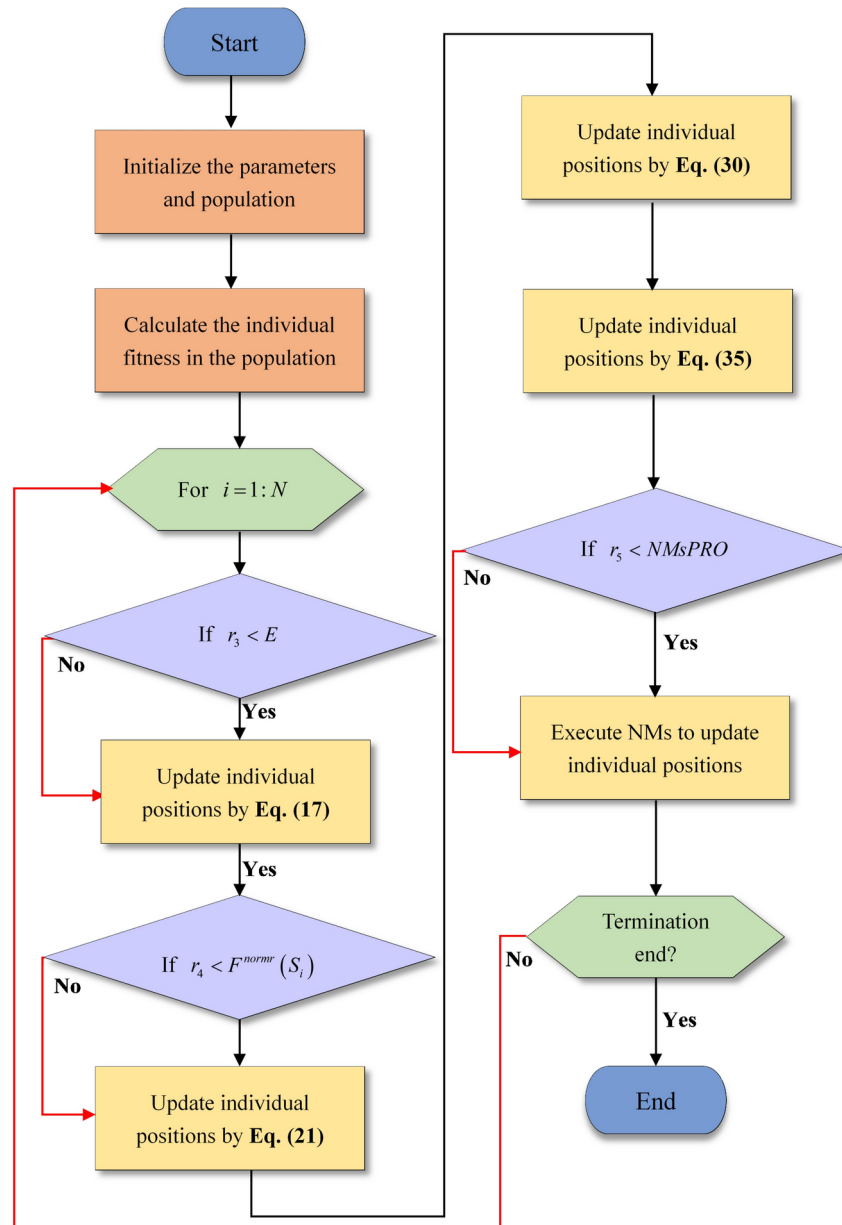 Start
Initialize the parameters
and population
Calculate the individual
fitness in the population
For i=1:N
If r₃ < E
No
Yes
Update individual
positions by Eq. (17)
Yes
If r₄ < Fⁿᵒʳᵐʳ(Sᵢ)
No
Update individual
positions by Eq. (21)
Update individual
positions by Eq. (30)
Update individual
positions by Eq. (35)
If r₅ < NMsPRO
No
Yes
Execute NMs to update
individual positions
Termination
end?
No
Yes
End